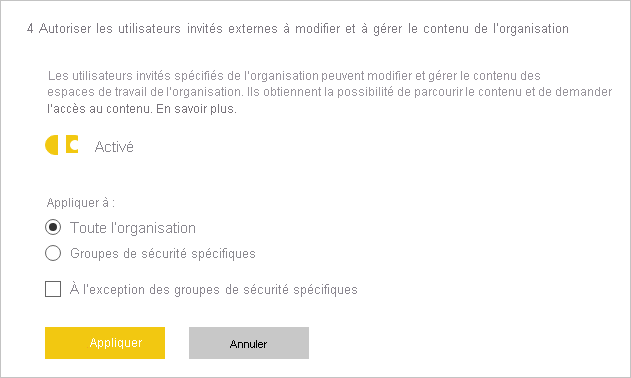 4 Autoriser les utilisateurs invités externes à modifier et à gérer le contenu de l'organisation
Les utilisateurs invités spécifiés de l'organisation peuvent modifier et gérer le contenu des
espaces de travail de l'organisation. Ils obtiennent la possibilité de parcourir le contenu et de demander
l'accès au contenu. En savoir plus.
Activé
Appliquer à :
Toute l'organisation
Groupes de sécurité spécifiques
À l'exception des groupes de sécurité spécifiques
Appliquer
Annuler